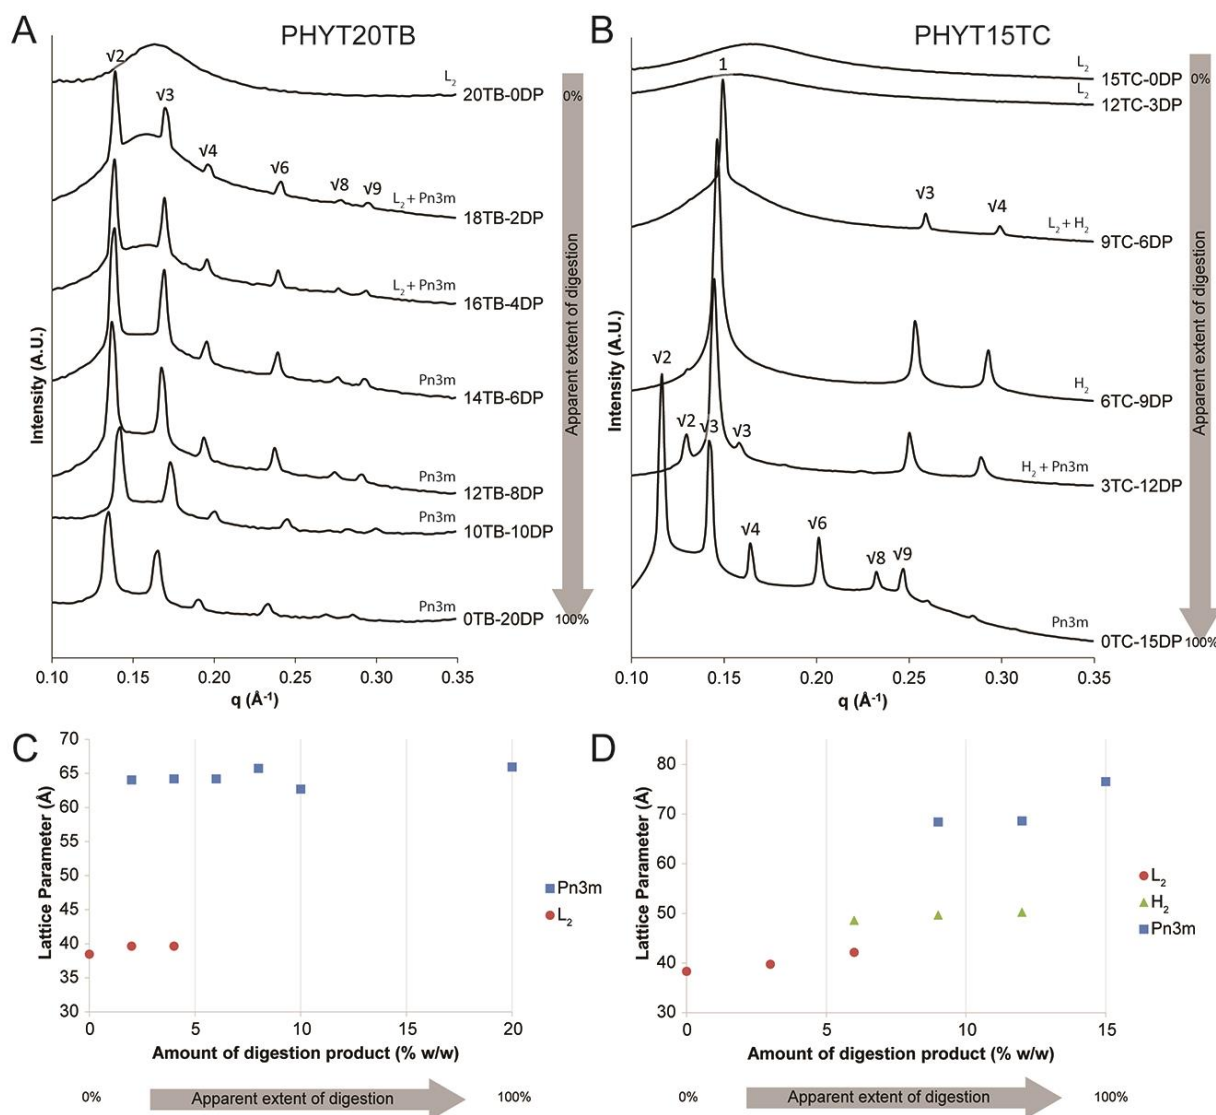 A
PHYT20TB
√2
L₂
20TB-0DP
0%
√3
√4
√6
√8
√9
L₂ + Pn3m
18TB-2DP
L₂ + Pn3m
16TB-4DP
Pn3m
14TB-6DP
Pn3m
12TB-8DP
Pn3m
10TB-10DP
Pn3m
0TB-20DP
100%
Apparent extent of digestion
Intensity (A.U.)
0.10
0.15
0.20
0.25
0.30
0.35
q (Å⁻¹)
B
PHYT15TC
L₂
15TC-0DP
0%
1
L₂
12TC-3DP
√3
√4
L₂ + H₂
9TC-6DP
H₂
6TC-9DP
√2
√2
√3
√3
H₂ + Pn3m
3TC-12DP
√4
√6
√8
√9
Pn3m
0TC-15DP
100%
Apparent extent of digestion
Intensity (A.U.)
0.10
0.15
0.20
0.25
0.30
0.35
q (Å⁻¹)
C
70
65
60
55
50
45
40
35
30
Lattice Parameter (Å)
Pn3m
L₂
0
5
10
15
20
Amount of digestion product (% w/w)
0%
Apparent extent of digestion
100%
D
80
70
60
50
40
30
Lattice Parameter (Å)
L₂
H₂
Pn3m
0
5
10
15
Amount of digestion product (% w/w)
0%
Apparent extent of digestion
100%